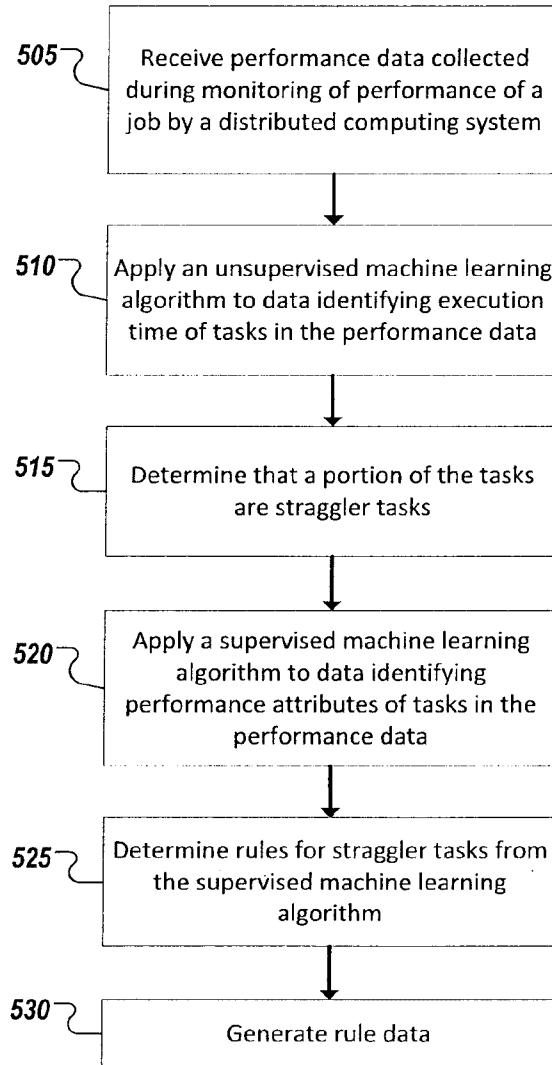 505
Receive performance data collected
during monitoring of performance of a
job by a distributed computing system
510
Apply an unsupervised machine learning
algorithm to data identifying execution
time of tasks in the performance data
515
Determine that a portion of the tasks
are straggler tasks
520
Apply a supervised machine learning
algorithm to data identifying
performance attributes of tasks in the
performance data
525
Determine rules for straggler tasks from
the supervised machine learning
algorithm
530
Generate rule data